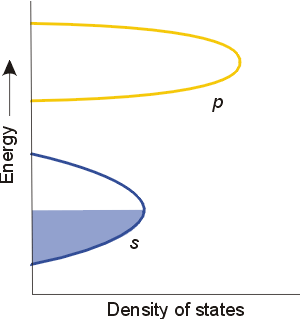 p
Energy
s
Density of states